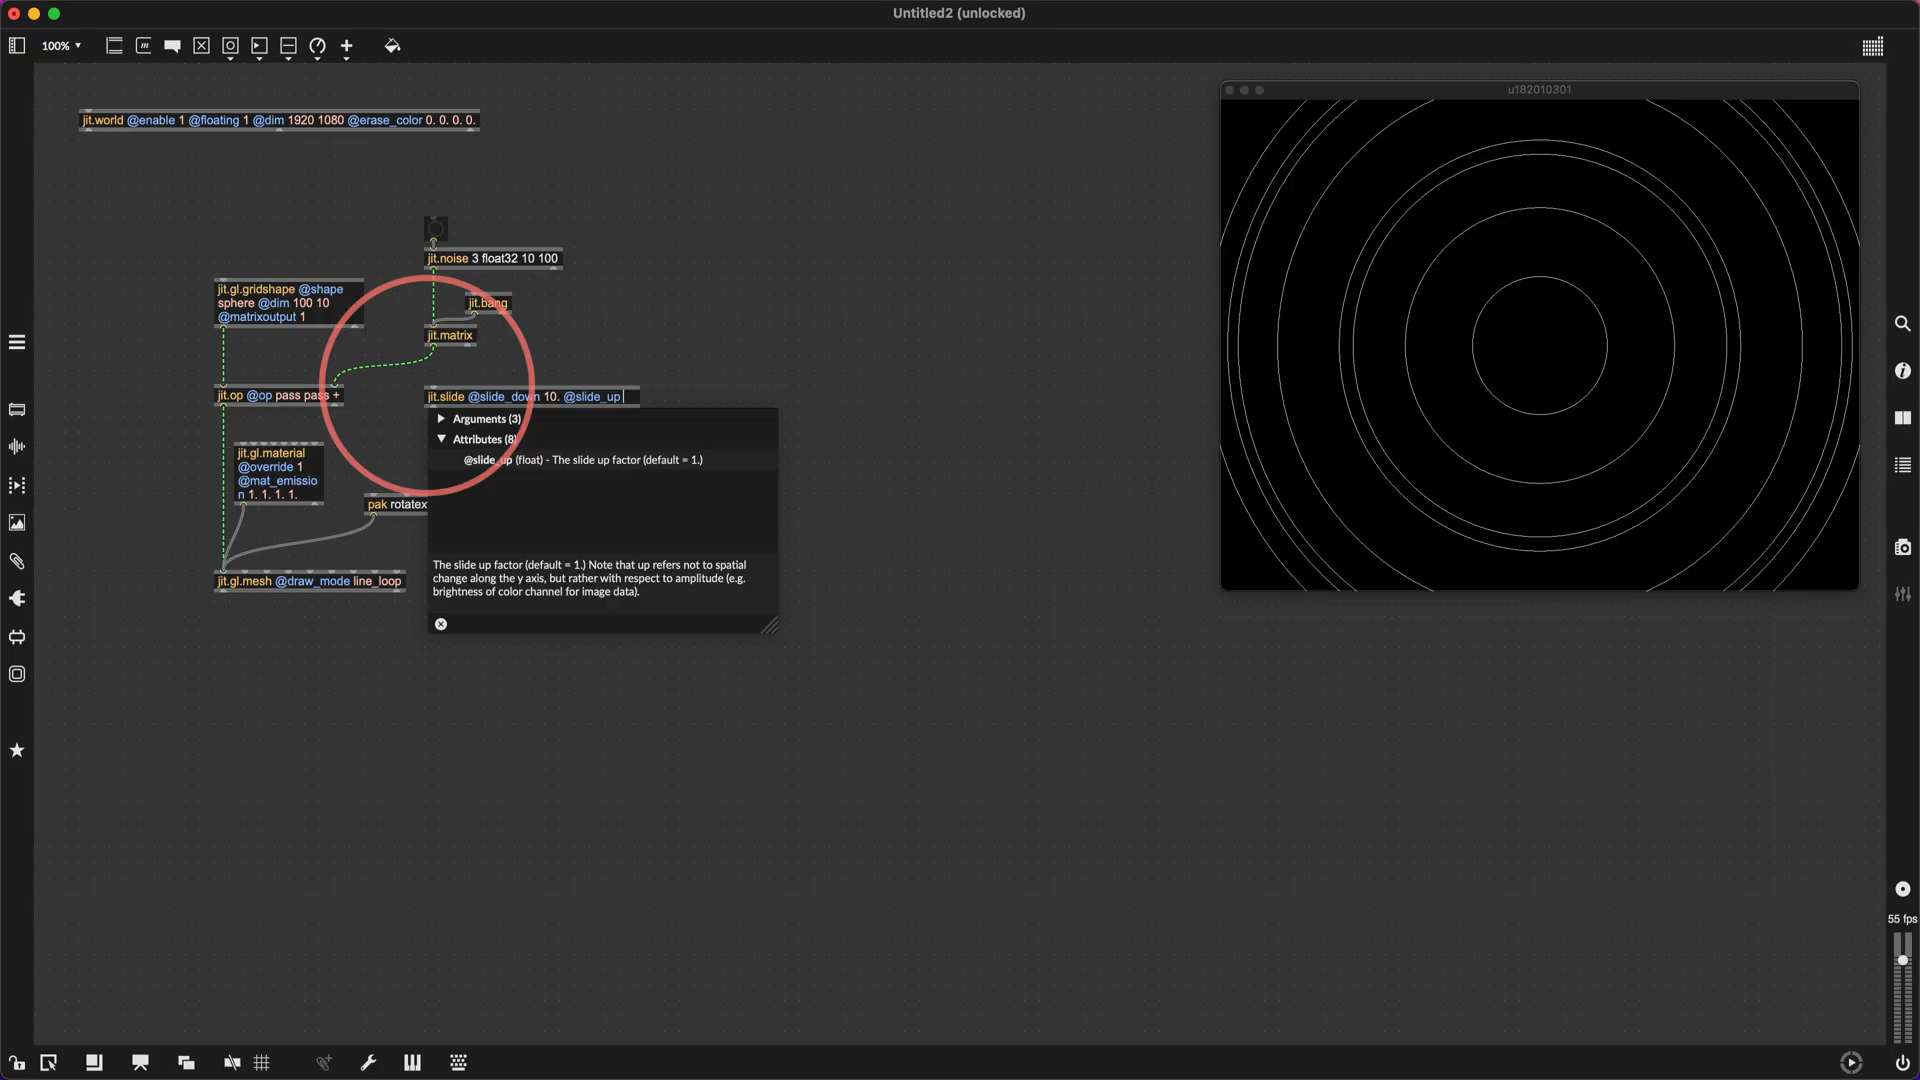 Untitled2 (unlocked)
100%
u182010301
jit.world @enable 1 @floating 1 @dim 1920 1080 @erase_color 0. 0. 0. 0.
jit.noise 3 float32 10 100
jit.gl.gridshape @shape
sphere @dim 100 10
@matrixoutput 1
jit.bang
jit.matrix
jit.op @op pass pass +
jit.slide @slide_down 10. @slide_up
Arguments (3)
Attributes (8)
@slide_up (float) - The slide up factor (default = 1.)
jit.gl.material
@override 1
@mat_emissio
n 1. 1. 1. 1.
pak rotatex
The slide up factor (default = 1.) Note that up refers not to spatial
change along the y axis, but rather with respect to amplitude (e.g.
brightness of color channel for image data).
jit.gl.mesh @draw_mode line_loop
55 fps